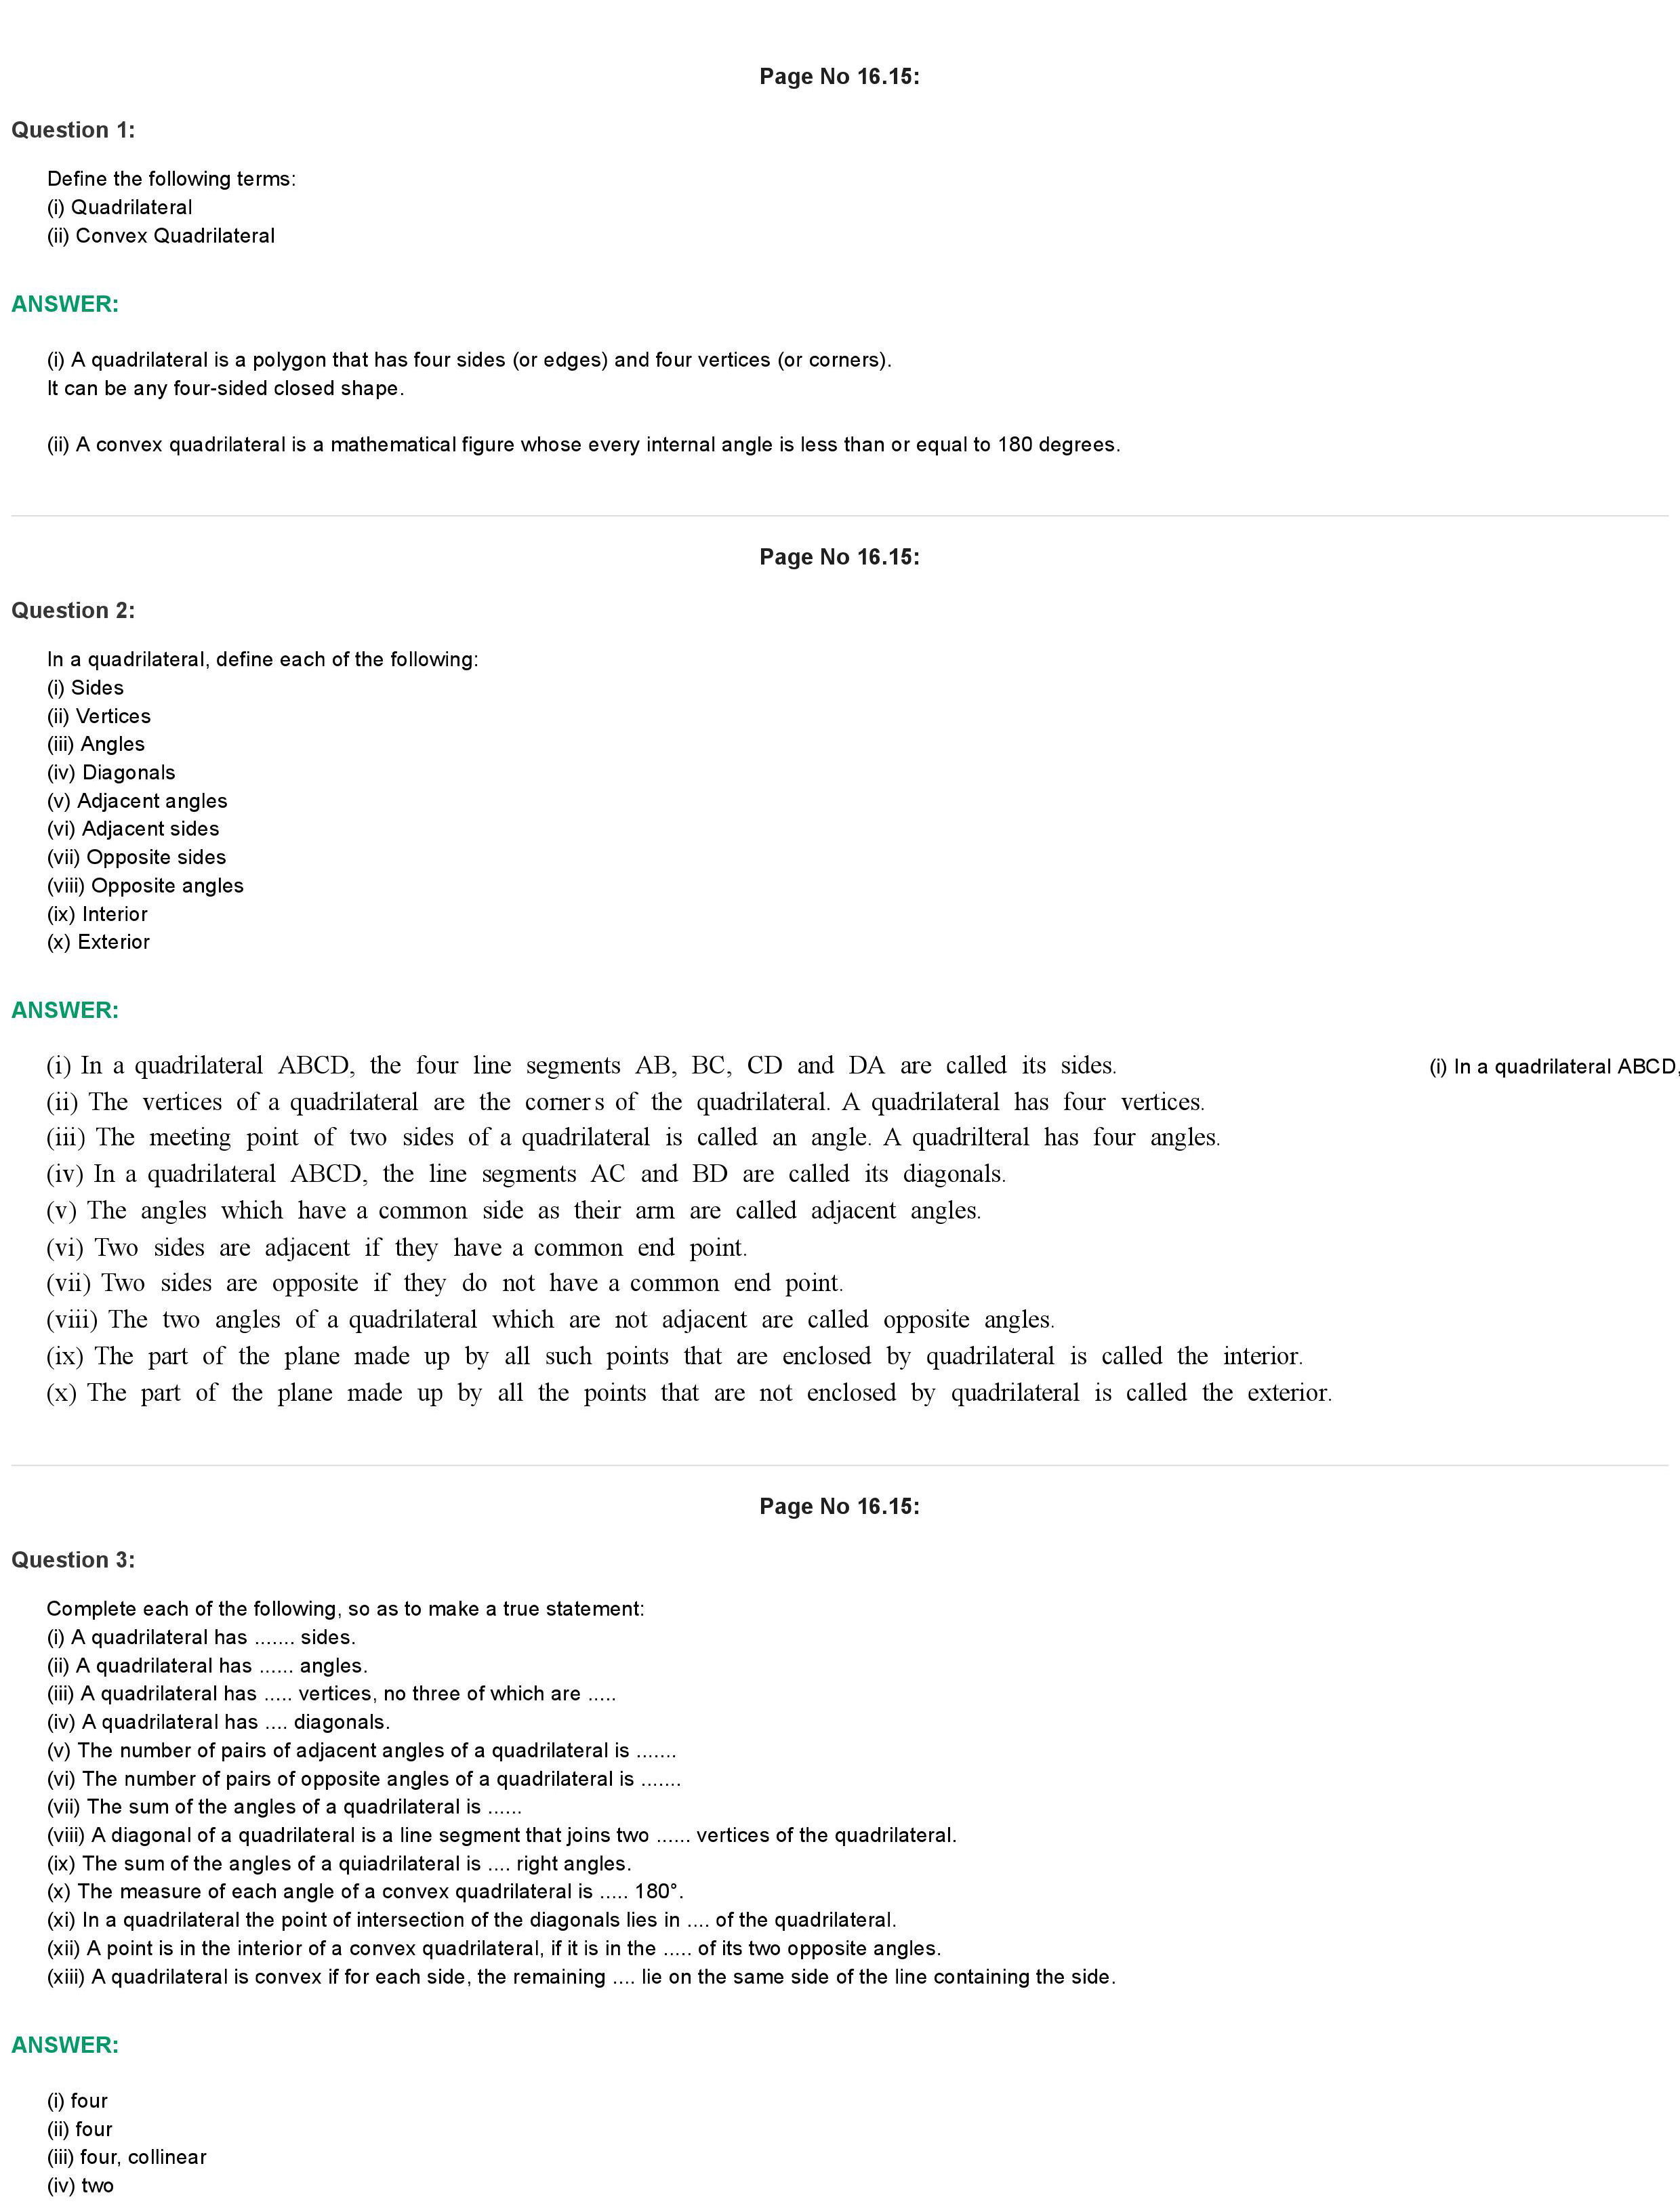 Page No 16.15:
Question 1:
Define the following terms:
(i) Quadrilateral
(ii) Convex Quadrilateral
ANSWER:
(i) A quadrilateral is a polygon that has four sides (or edges) and four vertices (or corners).
It can be any four-sided closed shape.
(ii) A convex quadrilateral is a mathematical figure whose every internal angle is less than or equal to 180 degrees.
Page No 16.15:
Question 2:
In a quadrilateral, define each of the following:
(i) Sides
(ii) Vertices
(iii) Angles
(iv) Diagonals
(v) Adjacent angles
(vi) Adjacent sides
(vii) Opposite sides
(viii) Opposite angles
(ix) Interior
(x) Exterior
ANSWER:
(i) In a quadrilateral ABCD, the four line segments AB, BC, CD and DA are called its sides. (i) In a quadrilateral ABCD,
(ii) The vertices of a quadrilateral are the corners of the quadrilateral. A quadrilateral has four vertices.
(iii) The meeting point of two sides of a quadrilateral is called an angle. A quadrilteral has four angles.
(iv) In a quadrilateral ABCD, the line segments AC and BD are called its diagonals.
(v) The angles which have a common side as their arm are called adjacent angles.
(vi) Two sides are adjacent if they have a common end point.
(vii) Two sides are opposite if they do not have a common end point.
(viii) The two angles of a quadrilateral which are not adjacent are called opposite angles.
(ix) The part of the plane made up by all such points that are enclosed by quadrilateral is called the interior.
(x) The part of the plane made up by all the points that are not enclosed by quadrilateral is called the exterior.
Page No 16.15:
Question 3:
Complete each of the following, so as to make a true statement:
(i) A quadrilateral has ....... sides.
(ii) A quadrilateral has ...... angles.
(iii) A quadrilateral has ..... vertices, no three of which are .....
(iv) A quadrilateral has .... diagonals.
(v) The number of pairs of adjacent angles of a quadrilateral is .......
(vi) The number of pairs of opposite angles of a quadrilateral is .......
(vii) The sum of the angles of a quadrilateral is ......
(viii) A diagonal of a quadrilateral is a line segment that joins two ...... vertices of the quadrilateral.
(ix) The sum of the angles of a quiadrilateral is .... right angles.
(x) The measure of each angle of a convex quadrilateral is ..... 180°.
(xi) In a quadrilateral the point of intersection of the diagonals lies in .... of the quadrilateral.
(xii) A point is in the interior of a convex quadrilateral, if it is in the ..... of its two opposite angles.
(xiii) A quadrilateral is convex if for each side, the remaining .... lie on the same side of the line containing the side.
ANSWER:
(i) four
(ii) four
(iii) four, collinear
(iv) two